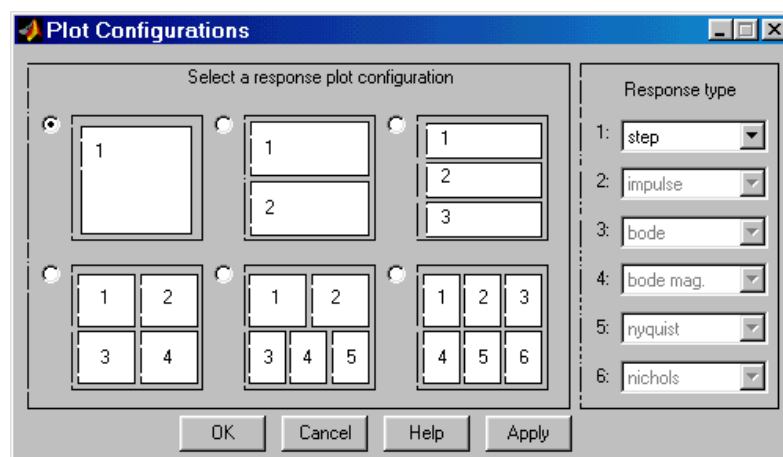 Plot Configurations
Select a response plot configuration
1
1
2
1
2
3
1 2
3 4
1 2
3 4 5
1 2 3
4 5 6
Response type
1: step
2: impulse
3: bode
4: bode mag.
5: nyquist
6: nichols
OK Cancel Help Apply